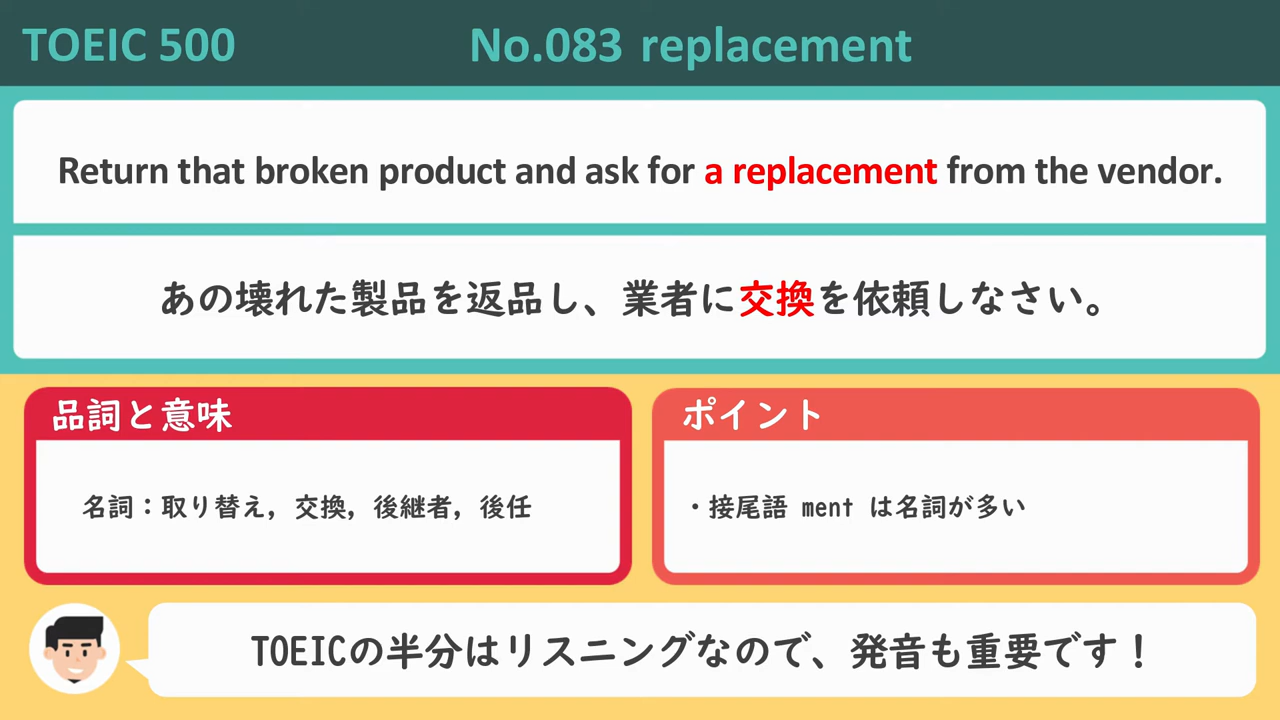 TOEIC 500
No.083 replacement
Return that broken product and ask for a replacement from the vendor.
あの壊れた製品を返品し、業者に交換を依頼しなさい。
品詞と意味
名詞：取り替え，交換，後継者，後任
ポイント
・接尾語 ment は名詞が多い
TOEICの半分はリスニングなので、発音も重要です！